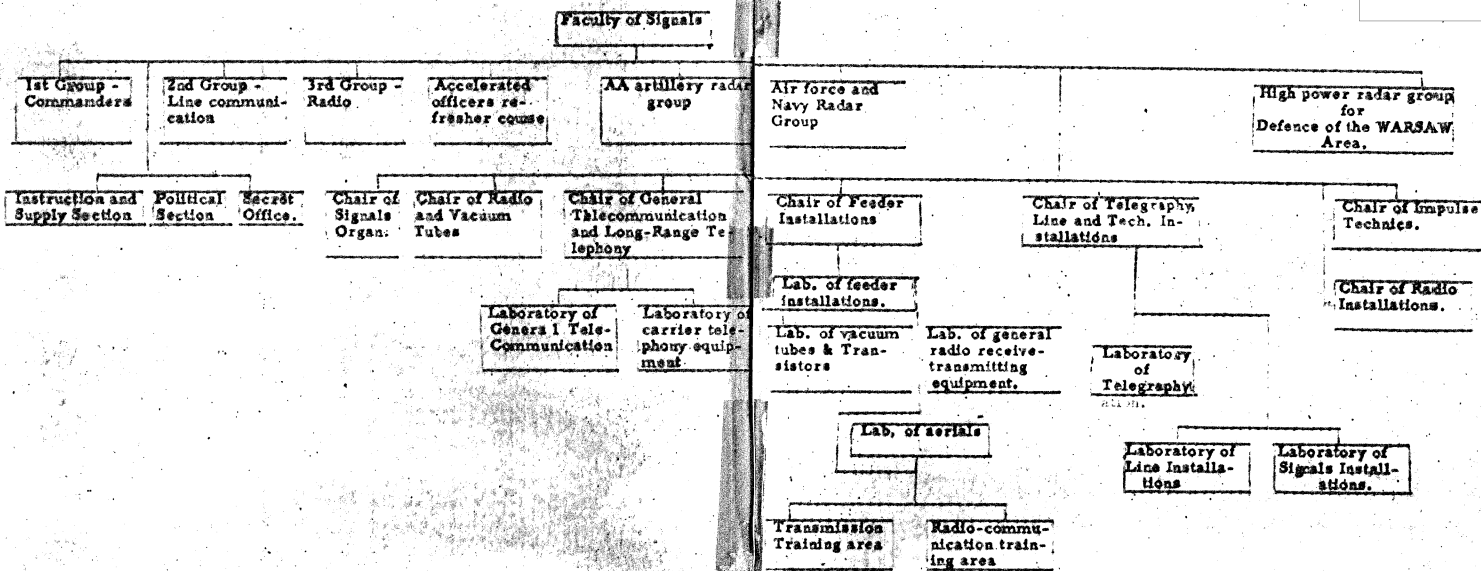 Faculty of Signals
1st Group -
Commanders
2nd Group -
Line communi-
cation
3rd Group -
Radio
Accelerated
officers re-
fresher course
AA artillery radar
group
Air force and
Navy Radar
Group
High power radar group
for
Defence of the WARSAW
Area.
Instruction and
Supply Section
Political
Section
Secret
Office.
Chair of
Signals
Organ.
Chair of Radio
and Vacuum
Tubes
Chair of General
Telecommunication
and Long-Range Te-
lephony
Chair of Feeder
Installations
Chair of Telegraphy,
Line and Tech. In-
stallations
Chair of Impulse
Technics.
Lab. of feeder
installations.
Chair of Radio
Installations.
Laboratory of
General Tele-
Communication
Laboratory of
carrier tele-
phony equip-
ment
Lab. of vacuum
tubes & Tran-
sistors
Lab. of general
radio receive-
transmitting
equipment.
Laboratory
of
Telegraphy
Lab. of aerials
Laboratory of
Line Installa-
tions
Laboratory of
Signals Install-
ations.
Transmission
Training area
Radio-commu-
nication train-
ing area